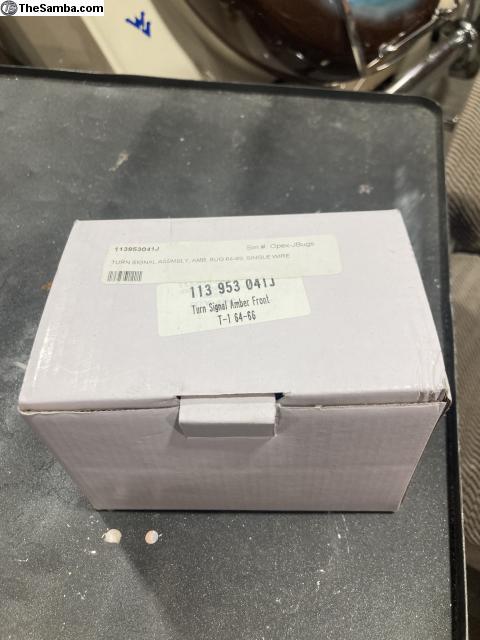 TheSamba.com
113953041J Bin #: Opex-JBugs
TURN SIGNAL ASSMBLY, AMB, BUG 64-66, SINGLE WIRE
113 953 041J
Turn Signal Amber Front
T-1 64-66